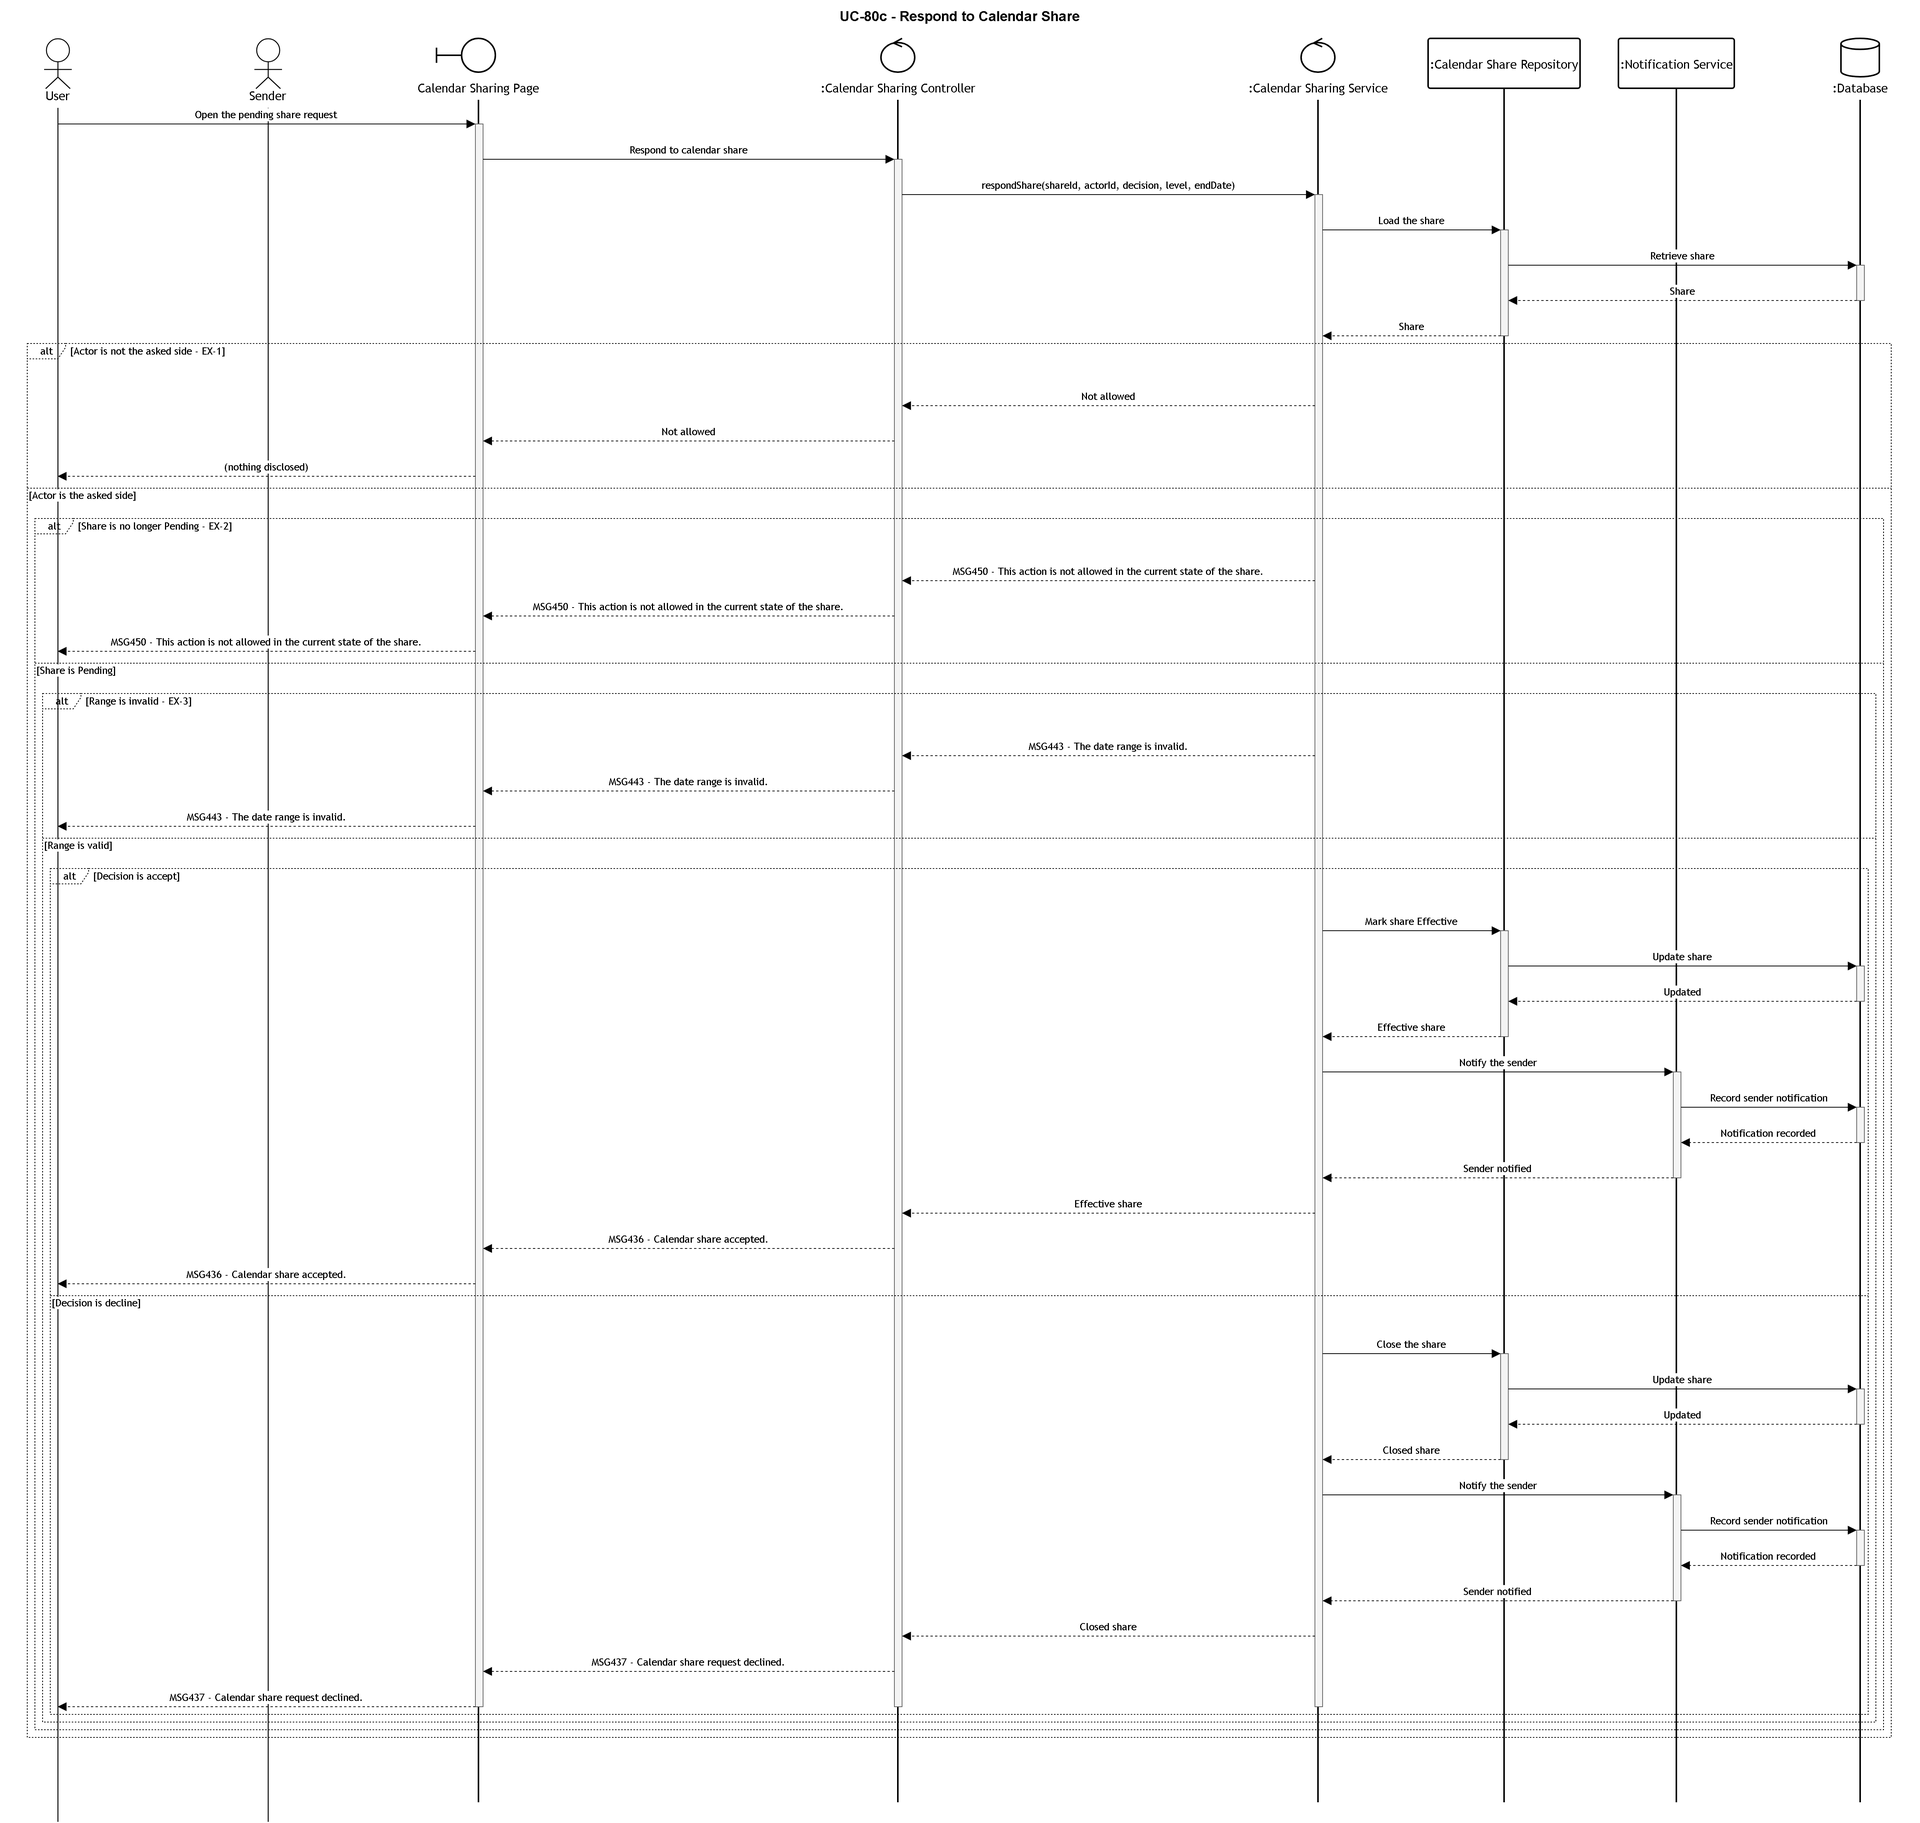 UC-80c - Respond to Calendar Share
User
Sender
Calendar Sharing Page
:Calendar Sharing Controller
:Calendar Sharing Service
:Calendar Share Repository
:Notification Service
:Database
Open the pending share request
Respond to calendar share
respondShare(shareId, actorId, decision, level, endDate)
Load the share
Retrieve share
Share
Share
alt [Actor is not the asked side - EX-1]
Not allowed
Not allowed
(nothing disclosed)
[Actor is the asked side]
alt [Share is no longer Pending - EX-2]
MSG450 - This action is not allowed in the current state of the share.
MSG450 - This action is not allowed in the current state of the share.
MSG450 - This action is not allowed in the current state of the share.
[Share is Pending]
alt [Range is invalid - EX-3]
MSG443 - The date range is invalid.
MSG443 - The date range is invalid.
MSG443 - The date range is invalid.
[Range is valid]
alt [Decision is accept]
Mark share Effective
Update share
Updated
Effective share
Notify the sender
Record sender notification
Notification recorded
Sender notified
Effective share
MSG436 - Calendar share accepted.
MSG436 - Calendar share accepted.
[Decision is decline]
Close the share
Update share
Updated
Closed share
Notify the sender
Record sender notification
Notification recorded
Sender notified
Closed share
MSG437 - Calendar share request declined.
MSG437 - Calendar share request declined.